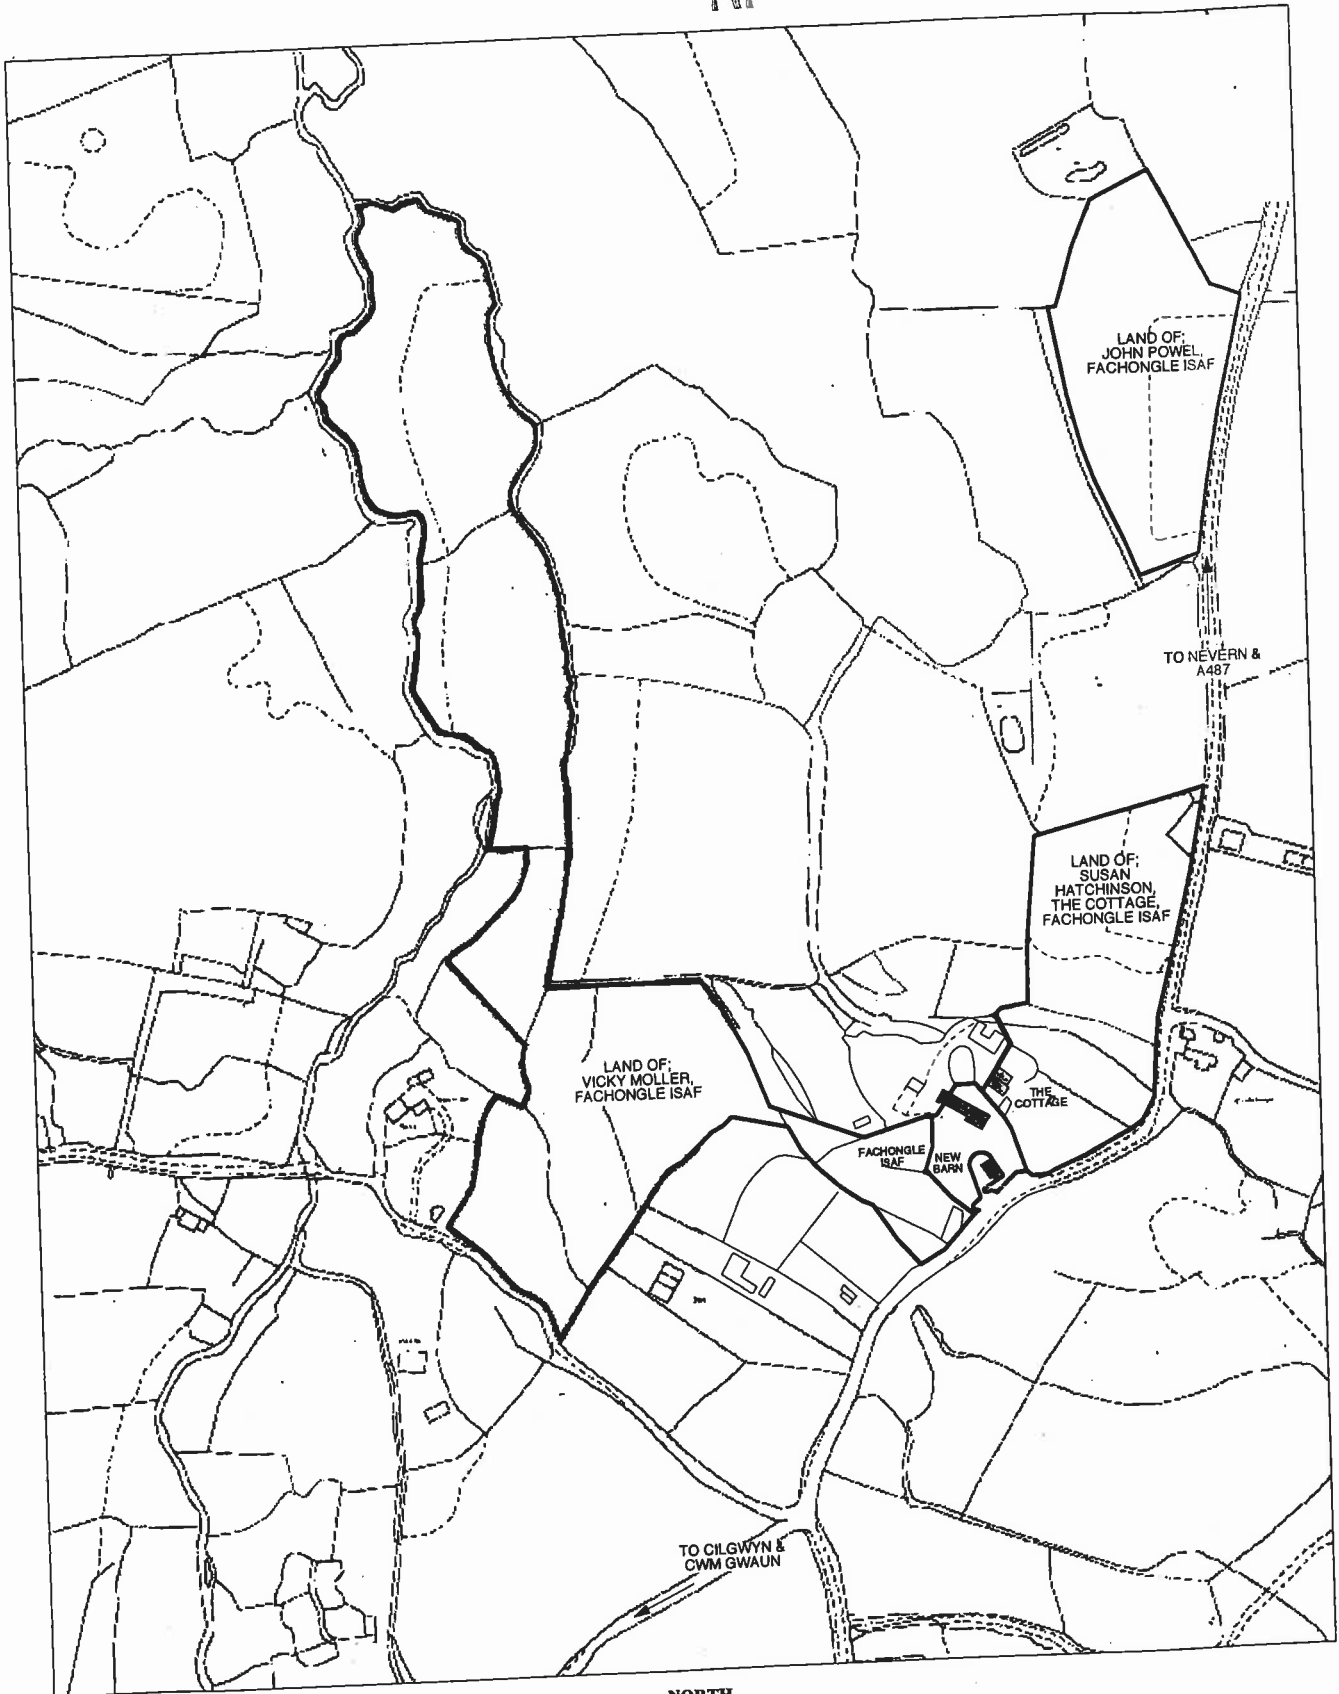 LAND OF;
JOHN POWEL,
FACHONGLE ISAF
TO NEVERN &
A487
LAND OF;
SUSAN
HATCHINSON,
THE COTTAGE,
FACHONGLE ISAF
LAND OF;
VICKY MOLLER,
FACHONGLE ISAF
THE
COTTAGE
FACHONGLE
ISAF
NEW
BARN
TO CILGWYN &
CWM GWAUN
NORTH